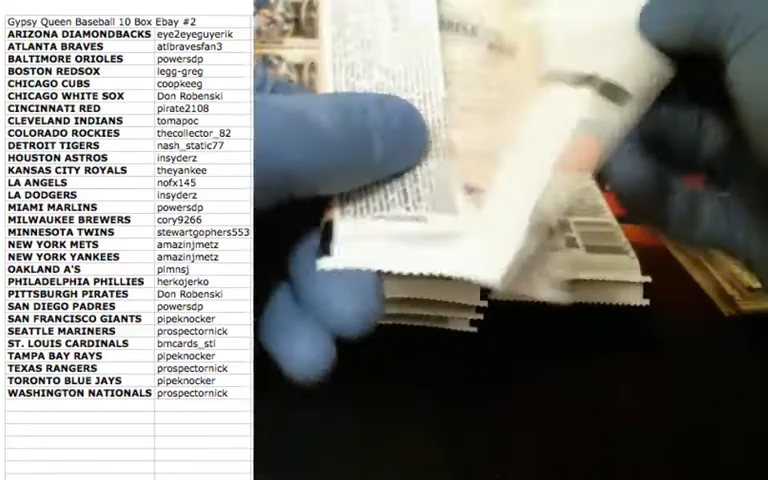 Gypsy Queen Baseball 10 Box Ebay #2
ARIZONA DIAMONDBACKS eye2eyeguyerik
ATLANTA BRAVES atlbravesfan3
BALTIMORE ORIOLES powersdp
BOSTON REDSOX legg-greg
CHICAGO CUBS coopkeeg
CHICAGO WHITE SOX Don Robenski
CINCINNATI RED pirate2108
CLEVELAND INDIANS tomapoc
COLORADO ROCKIES thecollector_82
DETROIT TIGERS nash_static77
HOUSTON ASTROS insyderz
KANSAS CITY ROYALS theyankee
LA ANGELS nofx145
LA DODGERS insyderz
MIAMI MARLINS powersdp
MILWAUKEE BREWERS cory9266
MINNESOTA TWINS stewartgophers553
NEW YORK METS amazinjmetz
NEW YORK YANKEES amazinjmetz
OAKLAND A'S plmnsj
PHILADELPHIA PHILLIES herkojerko
PITTSBURGH PIRATES Don Robenski
SAN DIEGO PADRES powersdp
SAN FRANCISCO GIANTS pipeknocker
SEATTLE MARINERS prospectornick
ST. LOUIS CARDINALS bmcards_stl
TAMPA BAY RAYS pipeknocker
TEXAS RANGERS prospectornick
TORONTO BLUE JAYS pipeknocker
WASHINGTON NATIONALS prospectornick